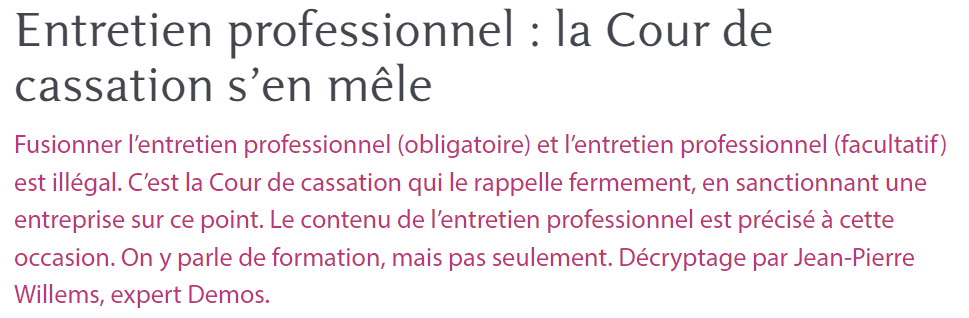 Entretien professionnel : la Cour de
cassation s’en mêle
Fusionner l’entretien professionnel (obligatoire) et l’entretien professionnel (facultatif)
est illégal. C’est la Cour de cassation qui le rappelle fermement, en sanctionnant une
entreprise sur ce point. Le contenu de l’entretien professionnel est précisé à cette
occasion. On y parle de formation, mais pas seulement. Décryptage par Jean-Pierre
Willems, expert Demos.